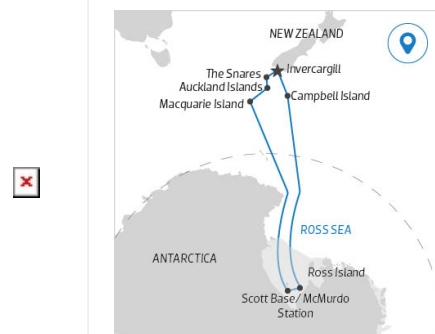 NEW ZEALAND
Invercargill
The Snares
Auckland Islands
Macquarie Island
Campbell Island
ROSS SEA
ANTARCTICA
Ross Island
Scott Base/ McMurdo
Station